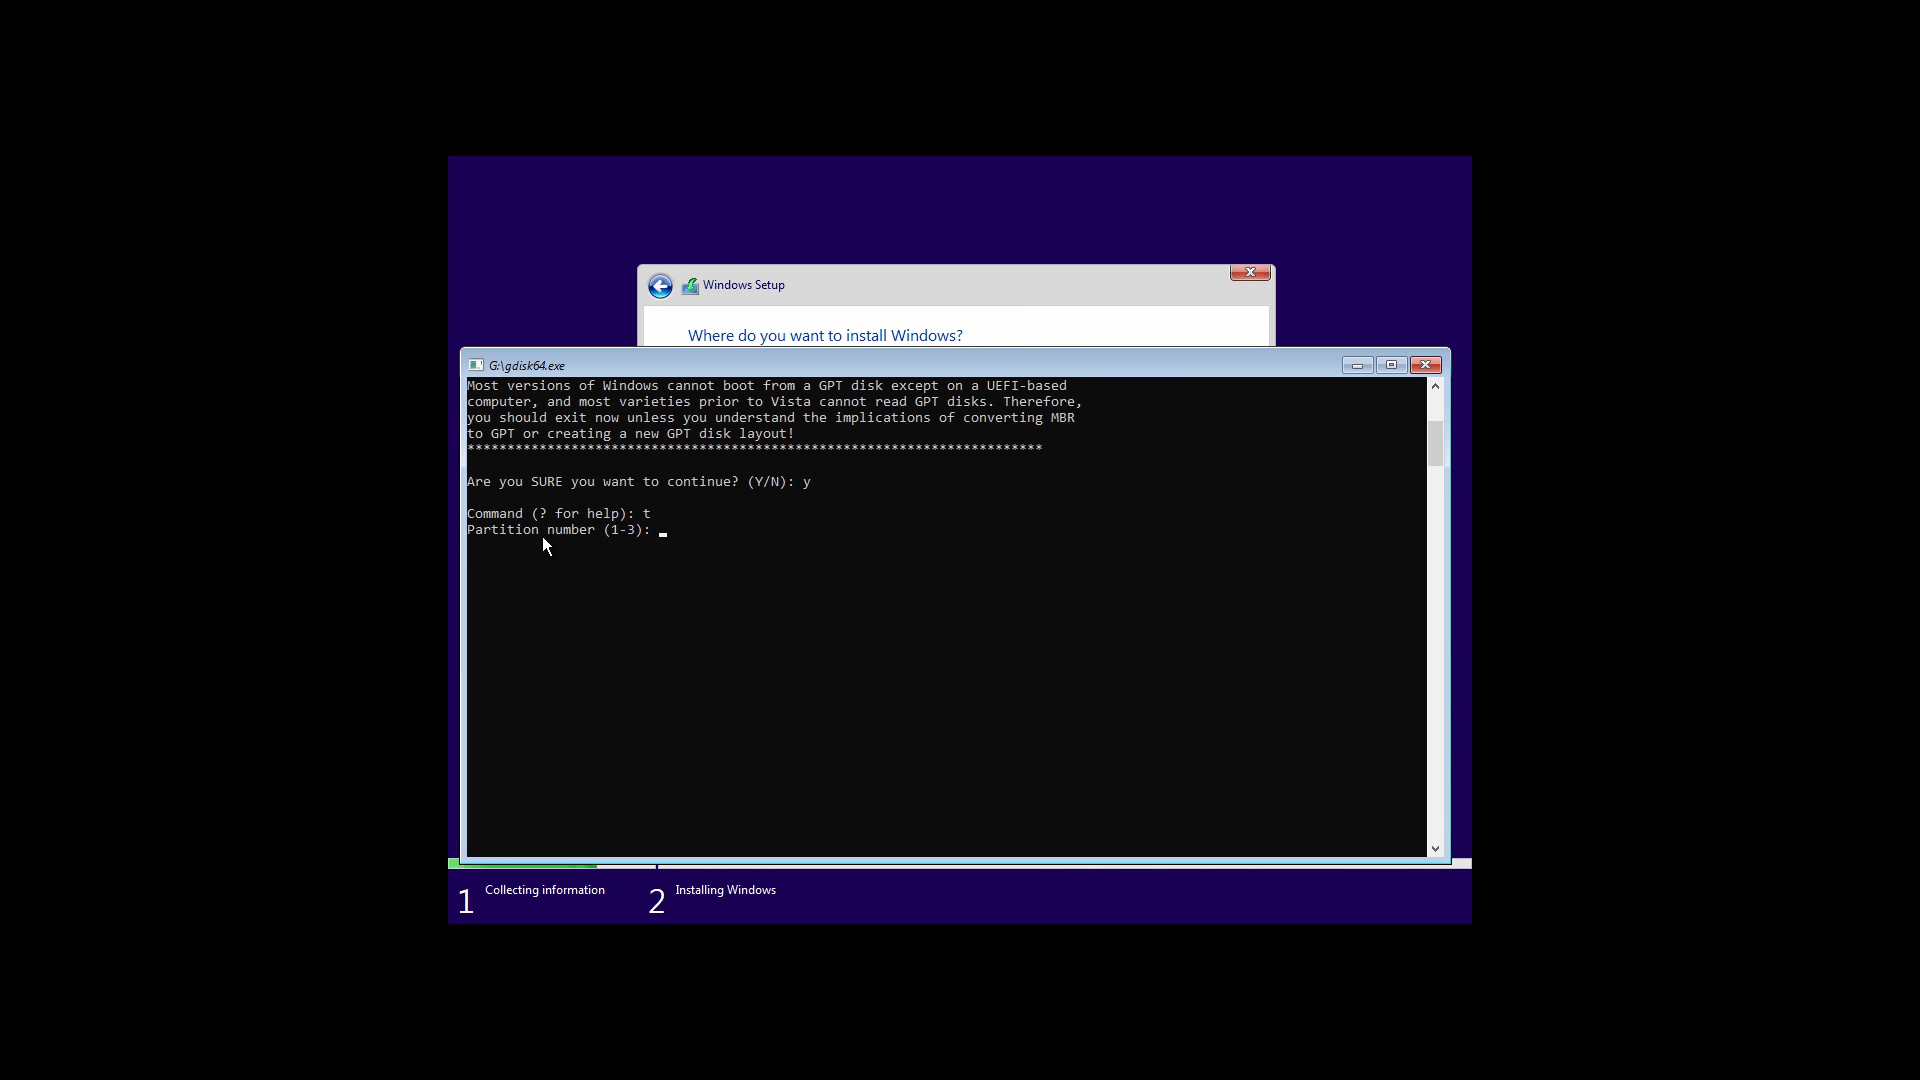 Windows Setup
Where do you want to install Windows?
G:\gdisk64.exe
Most versions of Windows cannot boot from a GPT disk except on a UEFI-based
computer, and most varieties prior to Vista cannot read GPT disks. Therefore,
you should exit now unless you understand the implications of converting MBR
to GPT or creating a new GPT disk layout!
************************************************************************
Are you SURE you want to continue? (Y/N): y
Command (? for help): t
Partition number (1-3):
1 Collecting information
2 Installing Windows